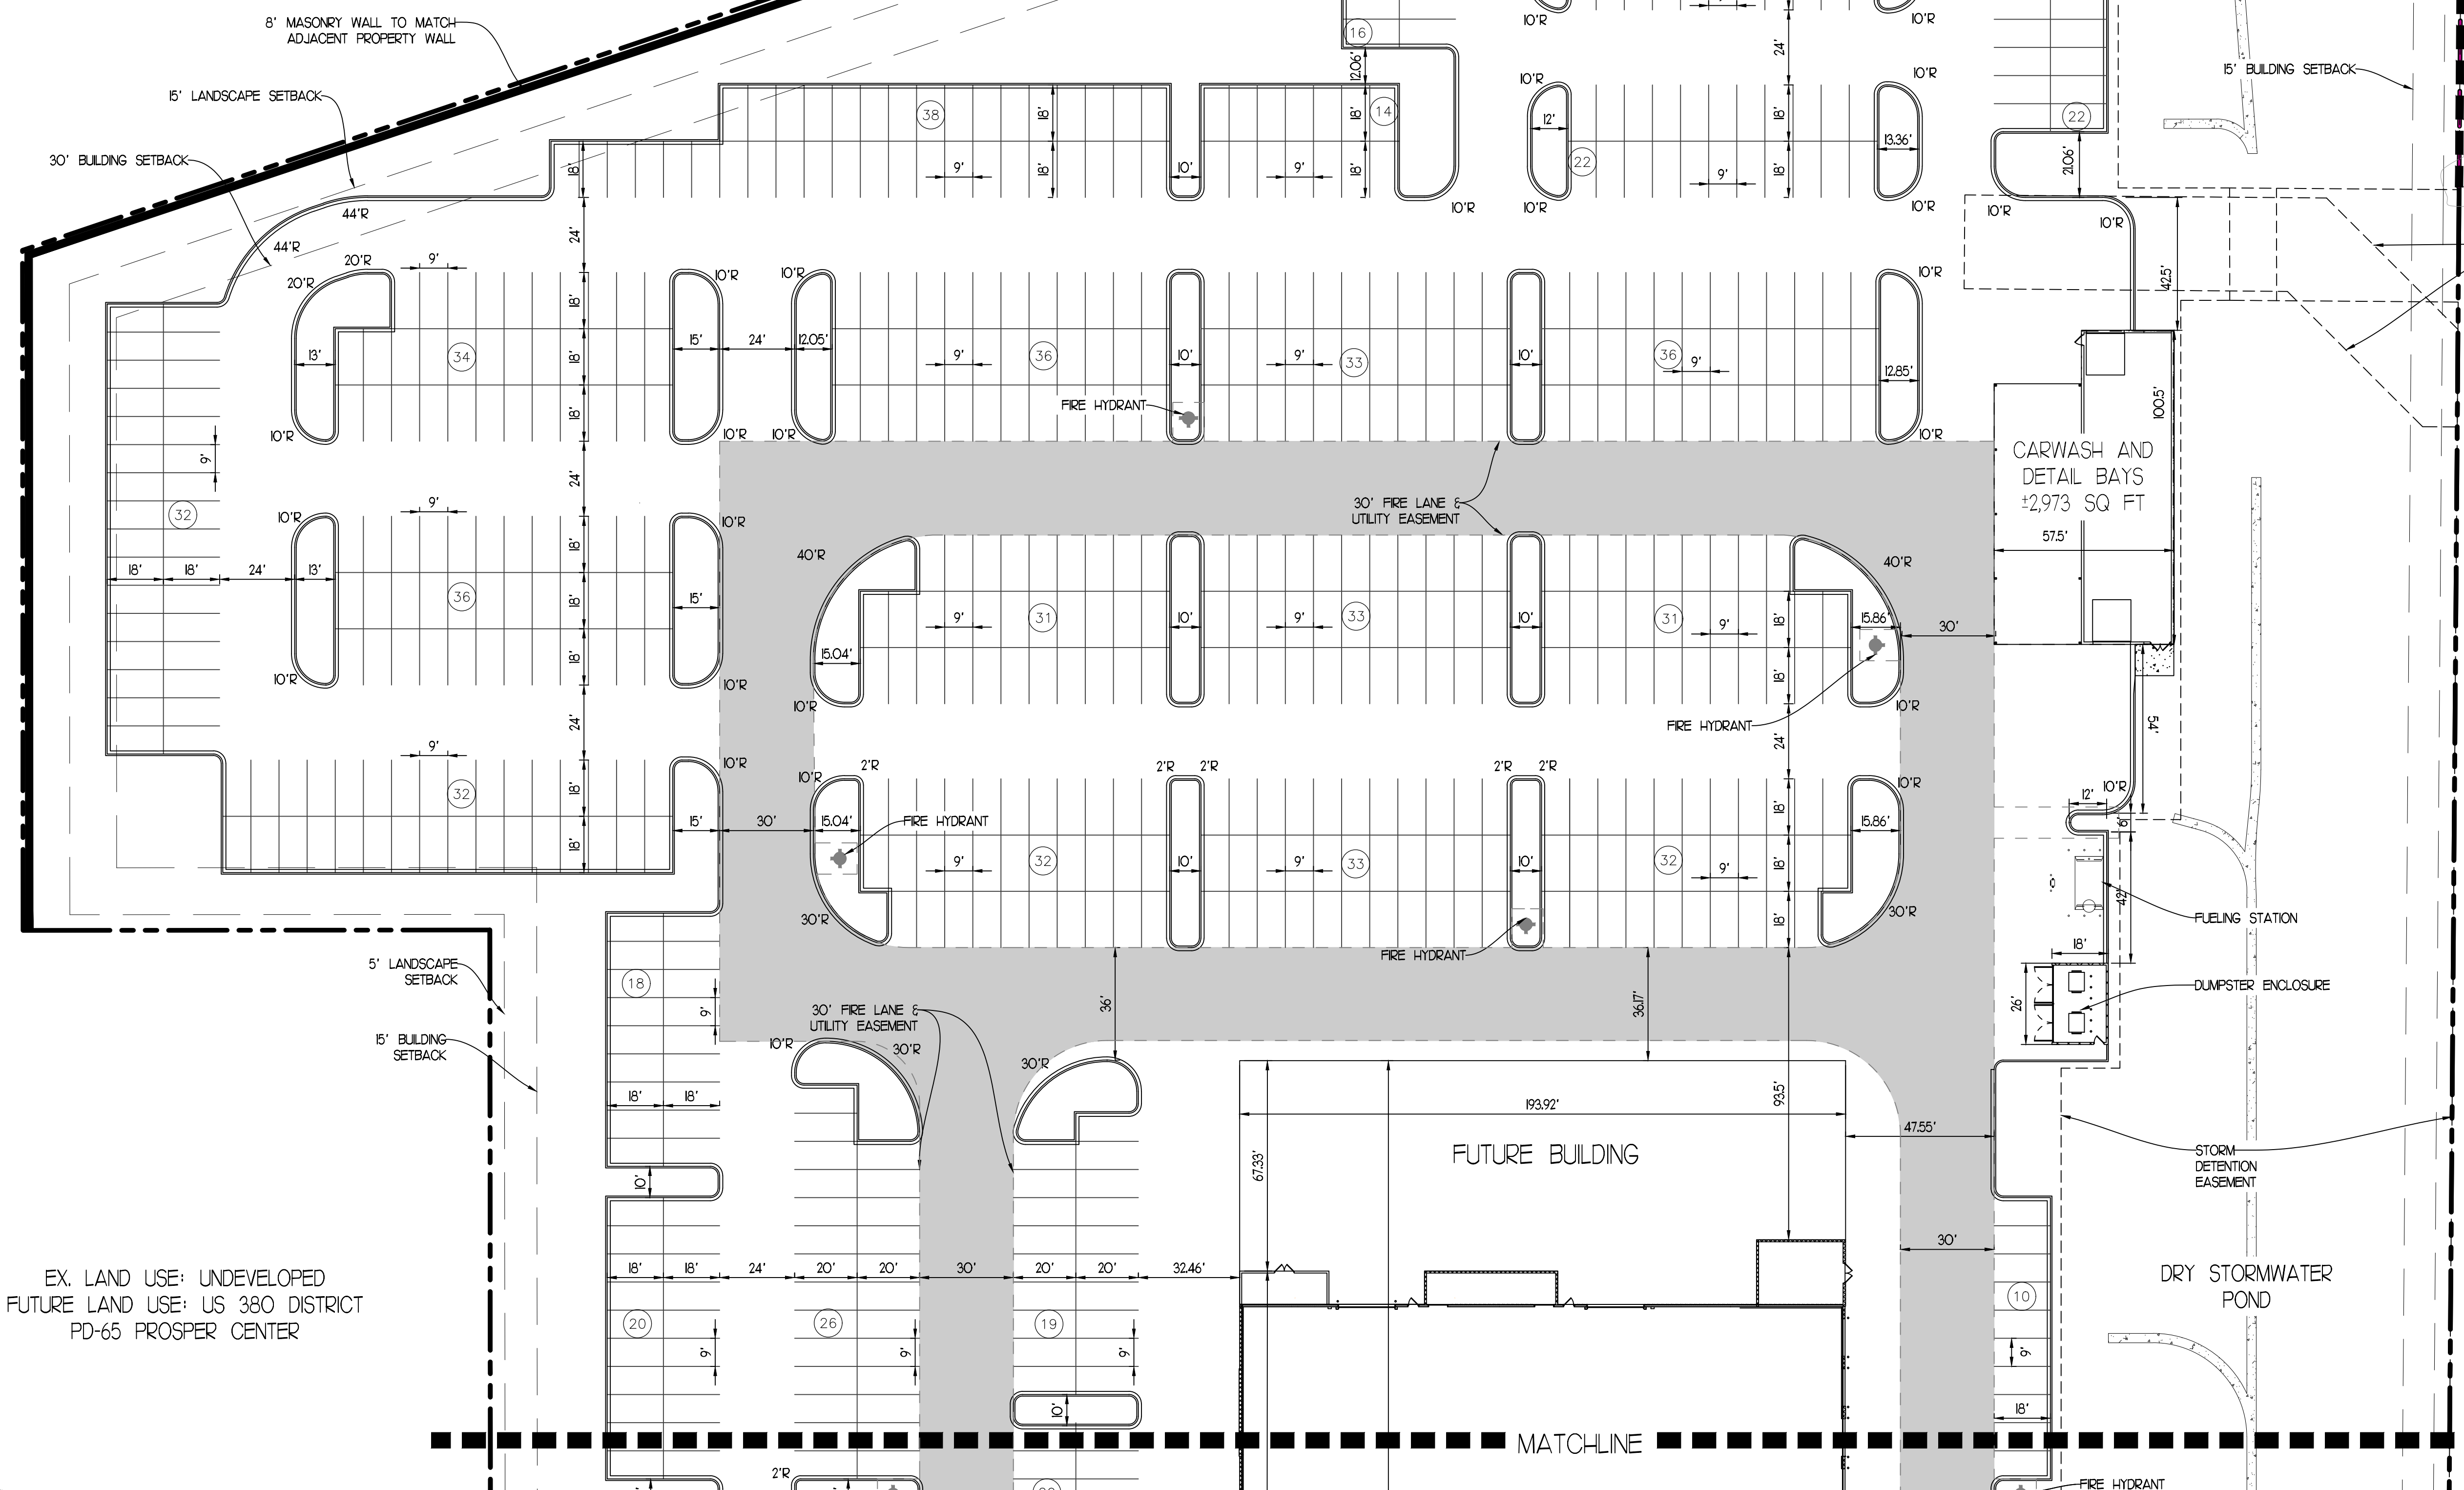 8' MASONRY WALL TO MATCH
ADJACENT PROPERTY WALL
15' LANDSCAPE SETBACK
30' BUILDING SETBACK
10'R
10'R
10'R
16
12.06'
24'
15' BUILDING SETBACK
38
18'
14
18'
10'R
10'R
12'
18'
13.36'
22
18'
9'
18'
10'
9'
18'
22
9'
18'
21.06'
44'R
10'R
10'R
10'R
10'R
10'R
44'R
24'
42.5'
20'R
9'
20'R
10'R
10'R
10'R
18'
13'
34
18'
15'
24'
12.05'
9'
36
10'
9'
33
10'
36
9'
12.85'
18'
FIRE HYDRANT
100.5'
10'R
10'R
10'R
10'R
9'
24'
CARWASH AND
DETAIL BAYS
±2,973 SQ FT
57.5'
32
9'
10'R
10'R
30' FIRE LANE &
UTILITY EASEMENT
40'R
40'R
18'
18'
18'
24'
13'
18'
36
15'
18'
9'
31
10'
9'
33
10'
31
9'
18'
15.86'
30'
15.04'
18'
10'R
10'R
10'R
10'R
FIRE HYDRANT
24'
24'
54'
9'
10'R
10'R
2'R
2'R
2'R
2'R
2'R
10'R
32
18'
18'
12'
10'R
6'
15'
30'
15.04'
FIRE HYDRANT
15.86'
18'
9'
32
10'
9'
33
10'
32
9'
18'
42'
30'R
30'R
18'
FIRE HYDRANT
FUELING STATION
18'
5' LANDSCAPE
SETBACK
18
9'
30' FIRE LANE &
UTILITY EASEMENT
36'
36.17'
26'
DUMPSTER ENCLOSURE
15' BUILDING
SETBACK
10'R
30'R
30'R
18'
18'
193.92'
93.5'
47.55'
FUTURE BUILDING
67.33'
STORM
DETENTION
EASEMENT
10'
30'
18'
18'
24'
20'
20'
30'
20'
20'
32.46'
EX. LAND USE: UNDEVELOPED
FUTURE LAND USE: US 380 DISTRICT
PD-65 PROSPER CENTER
DRY STORMWATER
POND
20
9'
26
9'
19
9'
10
9'
10'
18'
MATCHLINE
2'R
FIRE HYDRANT